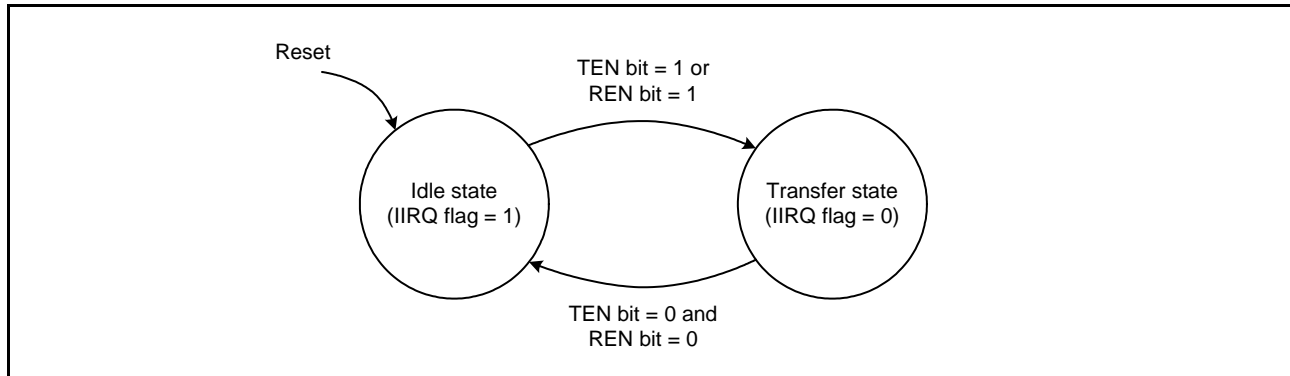 Reset
TEN bit = 1 or
REN bit = 1
Idle state
(IIRQ flag = 1)
Transfer state
(IIRQ flag = 0)
TEN bit = 0 and
REN bit = 0